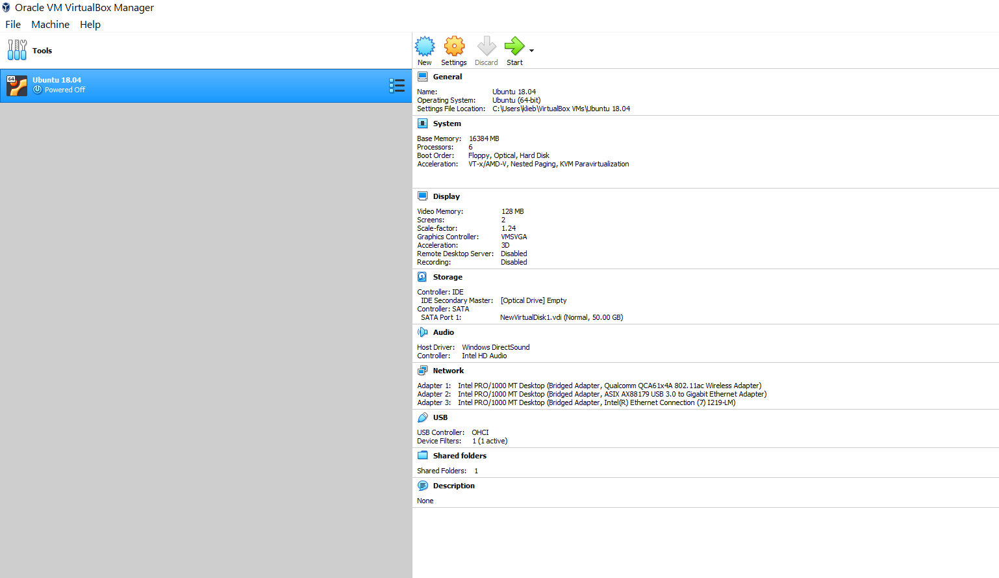 Oracle VM VirtualBox Manager
File Machine Help
Tools
64
Ubuntu 18.04
Powered Off
New Settings Discard Start
General
Name: Ubuntu 18.04
Operating System: Ubuntu (64-bit)
Settings File Location: C:\Users\klieb\VirtualBox VMs\Ubuntu 18.04
System
Base Memory: 16384 MB
Processors: 6
Boot Order: Floppy, Optical, Hard Disk
Acceleration: VT-x/AMD-V, Nested Paging, KVM Paravirtualization
Display
Video Memory: 128 MB
Screens: 2
Scale-factor: 1.24
Graphics Controller: VMSVGA
Acceleration: 3D
Remote Desktop Server: Disabled
Recording: Disabled
Storage
Controller: IDE
IDE Secondary Master: [Optical Drive] Empty
Controller: SATA
SATA Port 1: NewVirtualDisk1.vdi (Normal, 50.00 GB)
Audio
Host Driver: Windows DirectSound
Controller: Intel HD Audio
Network
Adapter 1: Intel PRO/1000 MT Desktop (Bridged Adapter, Qualcomm QCA61x4A 802.11ac Wireless Adapter)
Adapter 2: Intel PRO/1000 MT Desktop (Bridged Adapter, ASIX AX88179 USB 3.0 to Gigabit Ethernet Adapter)
Adapter 3: Intel PRO/1000 MT Desktop (Bridged Adapter, Intel(R) Ethernet Connection (7) I219-LM)
USB
USB Controller: OHCI
Device Filters: 1 (1 active)
Shared folders
Shared Folders: 1
Description
None